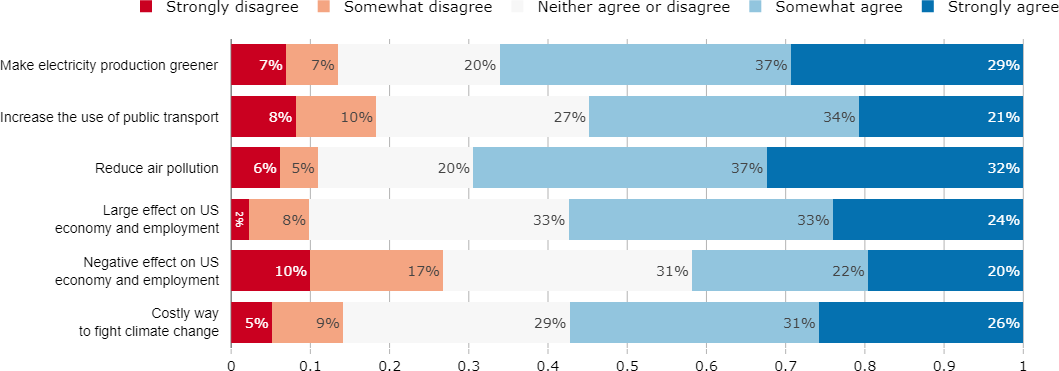 Strongly disagree Somewhat disagree Neither agree or disagree Somewhat agree Strongly agree
Make electricity production greener 7% 7% 20% 37% 29%
Increase the use of public transport 8% 10% 27% 34% 21%
Reduce air pollution 6% 5% 20% 37% 32%
Large effect on US
economy and employment 2% 8% 33% 33% 24%
Negative effect on US
economy and employment 10% 17% 31% 22% 20%
Costly way
to fight climate change 5% 9% 29% 31% 26%
0 0.1 0.2 0.3 0.4 0.5 0.6 0.7 0.8 0.9 1